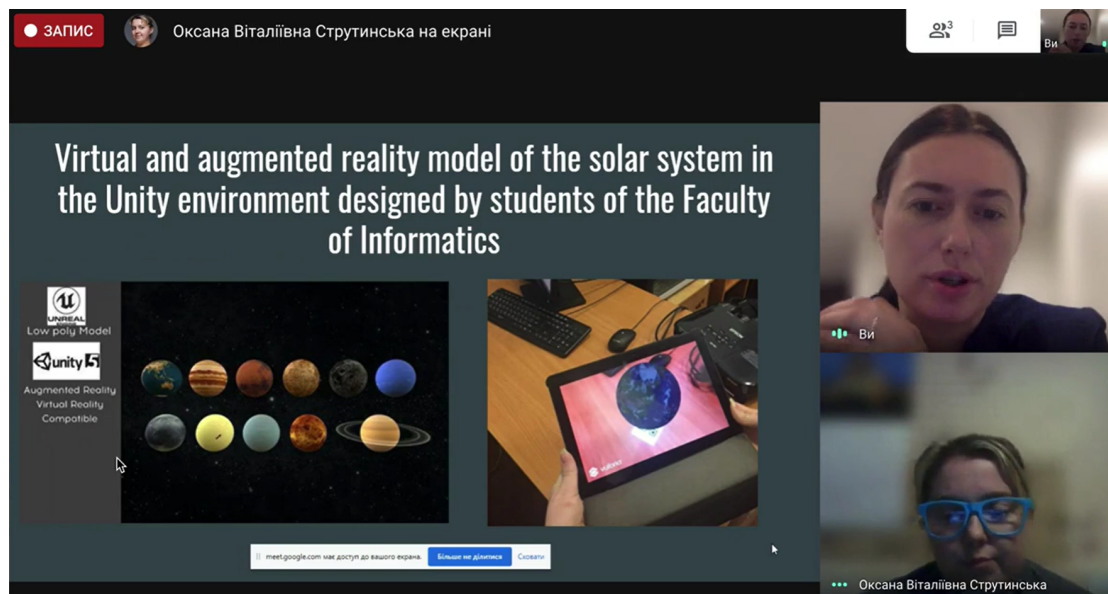 ЗАПИС
Оксана Віталіївна Струтинська на екрані
3
Ви
Virtual and augmented reality model of the solar system in
the Unity environment designed by students of the Faculty
of Informatics
UNREAL
Low poly Model
unity 5
Augmented Reality
Virtual Reality
Compatible
vuforia
Ви
meet.google.com має доступ до вашого екрана.
Більше не ділитися
Сховати
Оксана Віталіївна Струтинська